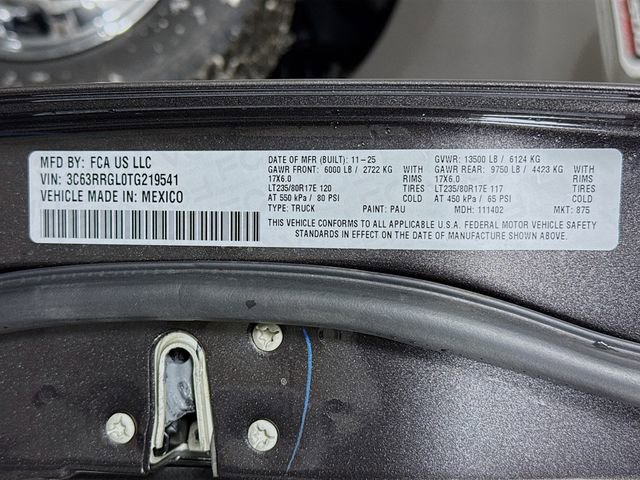 MFD BY: FCA US LLC
VIN: 3C63RRGL0TG219541
VEHICLE MADE IN: MEXICO
DATE OF MFR (BUILT): 11-25
GAWR FRONT: 6000 LB / 2722 KG
17X6.0 RIMS
LT235/80R17E 120 TIRES
AT 550 kPa / 80 PSI COLD
TYPE: TRUCK PAINT: PAU
GVWR: 13500 LB / 6124 KG
GAWR REAR: 9750 LB / 4423 KG
17X6.0 RIMS
LT235/80R17E 117 TIRES
AT 450 kPa / 65 PSI COLD
MDH: 111402 MKT: 875
THIS VEHICLE CONFORMS TO ALL APPLICABLE U.S.A. FEDERAL MOTOR VEHICLE SAFETY
STANDARDS IN EFFECT ON THE DATE OF MANUFACTURE SHOWN ABOVE.